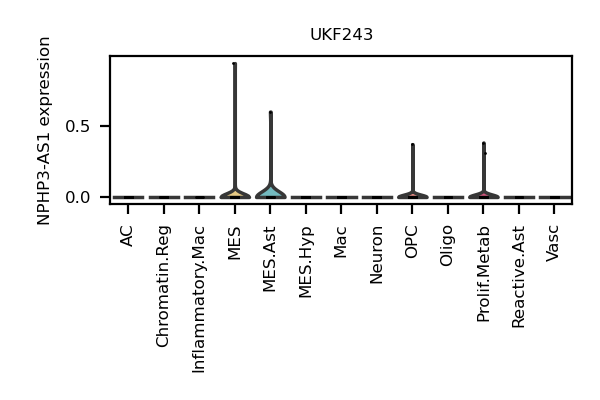 UKF243
NPHP3-AS1 expression
0.5
0.0
AC
Chromatin.Reg
Inflammatory.Mac
MES
MES.Ast
MES.Hyp
Mac
Neuron
OPC
Oligo
Prolif.Metab
Reactive.Ast
Vasc